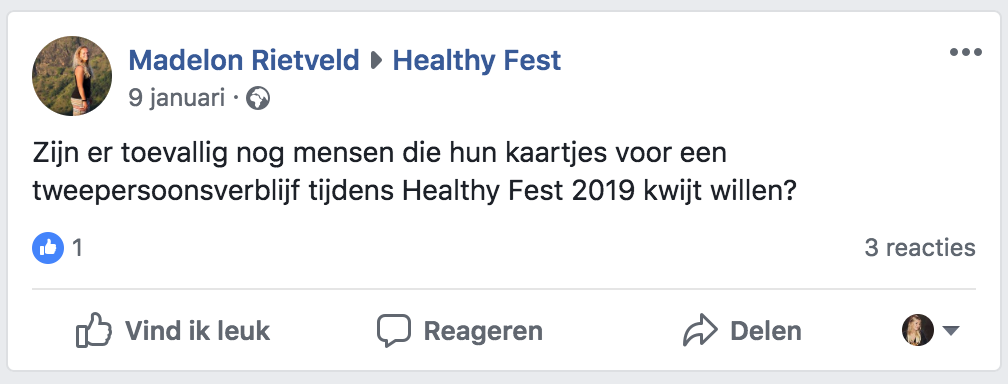 Madelon Rietveld ▶ Healthy Fest
9 januari ·
Zijn er toevallig nog mensen die hun kaartjes voor een
tweepersoonsverblijf tijdens Healthy Fest 2019 kwijt willen?
1 3 reacties
Vind ik leuk Reageren Delen